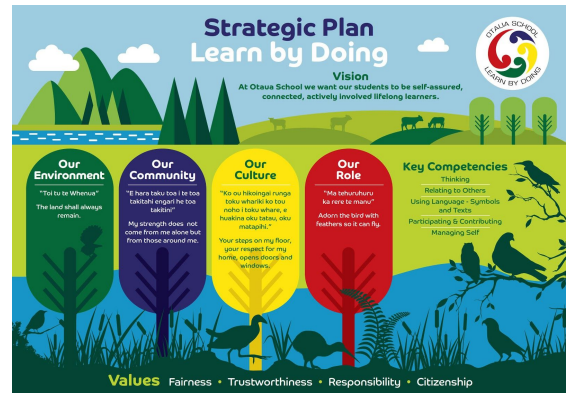 Strategic Plan
Learn by Doing
OTAUA SCHOOL
LEARN BY DOING
Vision
At Otaua School we want our students to be self-assured,
connected, actively involved lifelong learners.
Our
Environment
"Toi tu te Whenua"
The land shall always
remain.
Our
Community
"E hara taku toa i te toa
takitahi engari he toa
takitini"
My strength does not
come from me alone but
from those around me.
Our
Culture
"Ko ou hikoingai runga
toku whariki ko tou
noho i toku whare, e
huakina oku tatau, oku
matapihi."
Your steps on my floor,
your respect for my
home, opens doors and
windows.
Our
Role
"Ma teturuhuru
ka rere te manu"
Adorn the bird with
feathers so it can fly.
Key Competencies
Thinking
Relating to Others
Using Language - Symbols
and Texts
Participating & Contributing
Managing Self
Values Fairness • Trustworthiness • Responsibility • Citizenship